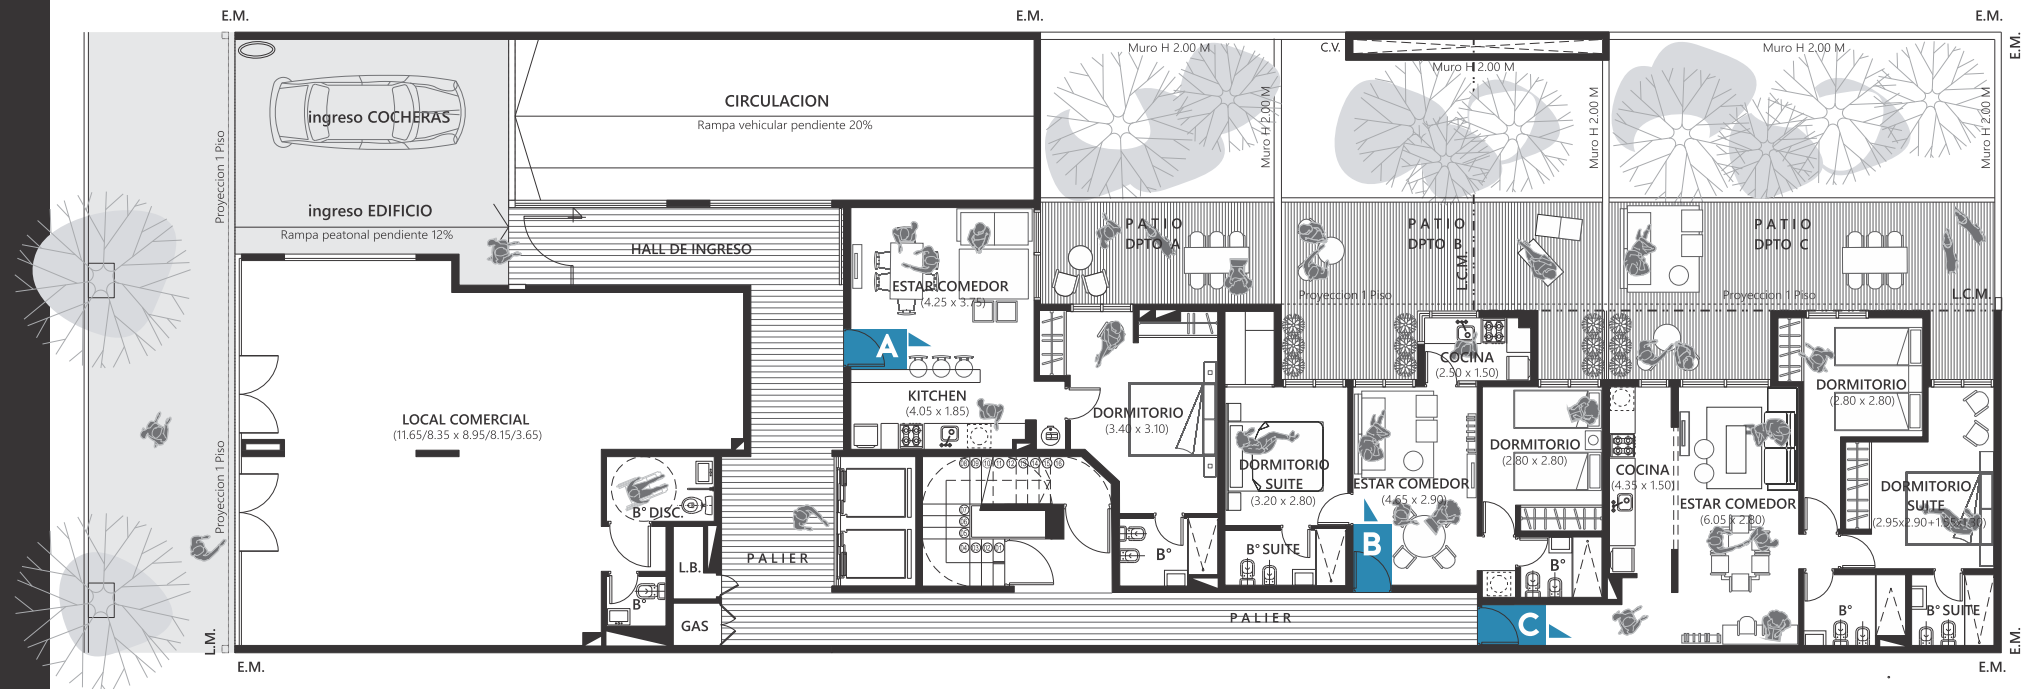 E.M.
E.M.
E.M.
E.M.
C.V.
Muro H 2.00 M
Muro H 2.00 M
Muro H 2.00 M
Muro H 2.00 M
Muro H 2.00 M
Muro H 2.00 M
Proyeccion 1 Piso
ingreso COCHERAS
CIRCULACION
Rampa vehicular pendiente 20%
ingreso EDIFICIO
Rampa peatonal pendiente 12%
HALL DE INGRESO
PATIO
DPTO A
PATIO
DPTO B
PATIO
DPTO C
L.C.M.
L.C.M.
Proyeccion 1 Piso
Proyeccion 1 Piso
ESTAR COMEDOR
(4.25 x 3.75)
A
KITCHEN
(4.05 x 1.85)
DORMITORIO
(3.40 x 3.10)
COCINA
(2.50 x 1.50)
DORMITORIO
(2.80 x 2.80)
LOCAL COMERCIAL
(11.65/8.35 x 8.95/8.15/3.65)
DORMITORIO
SUITE
(3.20 x 2.80)
ESTAR COMEDOR
(4.65 x 2.90)
DORMITORIO
(2.80 x 2.80)
COCINA
(4.35 x 1.50)
ESTAR COMEDOR
(6.05 x 2.80)
DORMITORIO
SUITE
Proyeccion 1 Piso
B° DISC.
PALIER
L.B.
B°
GAS
B°
B° SUITE
B
B°
PALIER
C
B°
B° SUITE
L.M.
E.M.
E.M.
E.M.